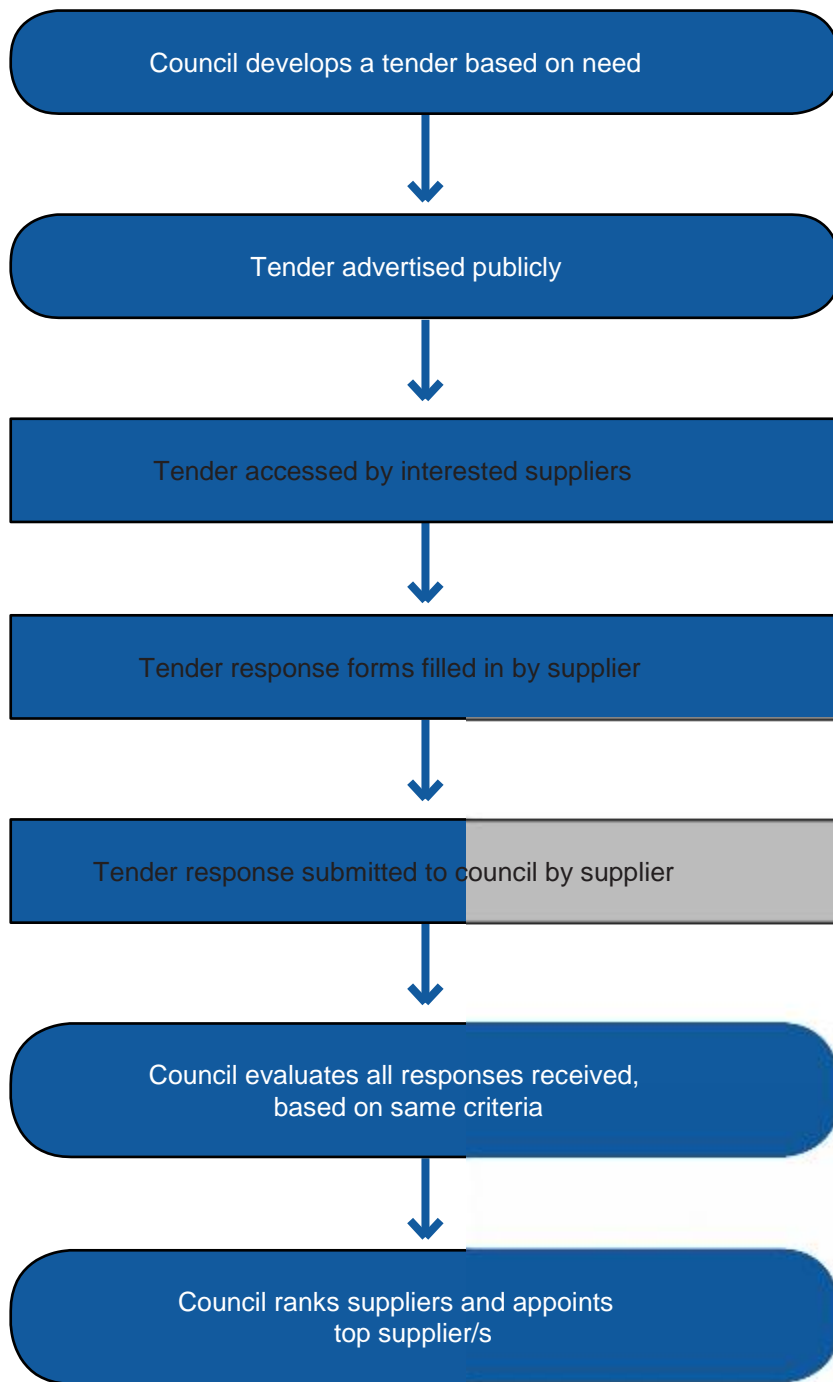 Council develops a tender based on need
Tender advertised publicly
Tender accessed by interested suppliers
Tender response forms filled in by supplier
Tender response submitted to council by supplier
Council evaluates all responses received,
based on same criteria
Council ranks suppliers and appoints
top supplier/s